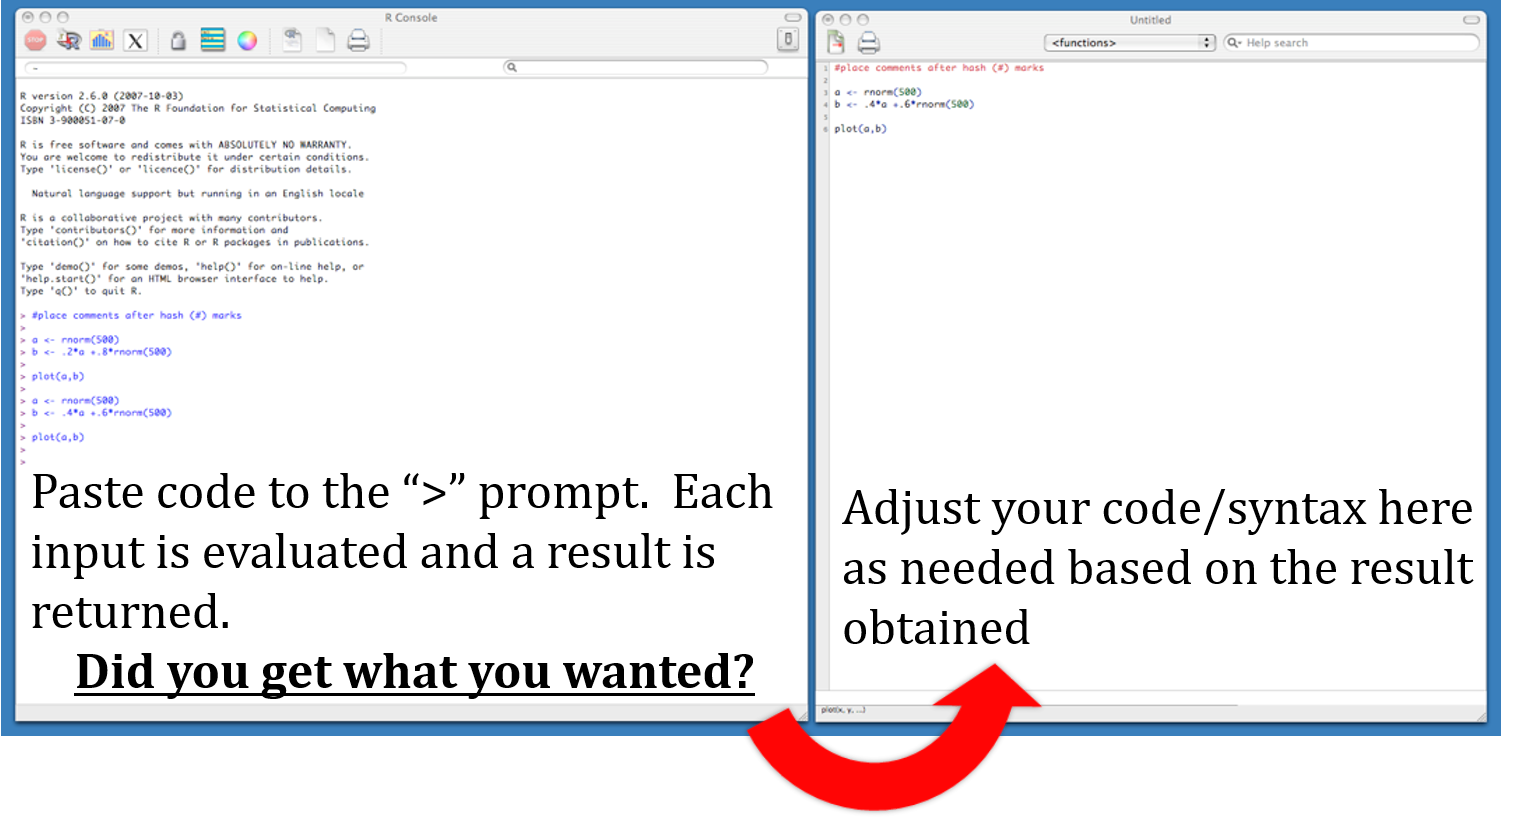 R Console
STOP
X
R version 2.6.0 (2007-10-03)
Copyright (C) 2007 The R Foundation for Statistical Computing
ISBN 3-900051-07-0
R is free software and comes with ABSOLUTELY NO WARRANTY.
You are welcome to redistribute it under certain conditions.
Type 'license()' or 'licence()' for distribution details.
Natural language support but running in an English locale
R is a collaborative project with many contributors.
Type 'contributors()' for more information and
'citation()' on how to cite R or R packages in publications.
Type 'demo()' for some demos, 'help()' for on-line help, or
'help.start()' for an HTML browser interface to help.
Type 'q()' to quit R.
> #place comments after hash (#) marks
>
> a <- rnorm(500)
> b <- .2*a +.8*rnorm(500)
>
> plot(a,b)
>
> a <- rnorm(500)
> b <- .4*a +.6*rnorm(500)
>
> plot(a,b)
>
>
Paste code to the “>” prompt.  Each
input is evaluated and a result is
returned.
Did you get what you wanted?
Untitled
<functions>
Help search
1 #place comments after hash (#) marks
2
3 a <- rnorm(500)
4 b <- .4*a +.6*rnorm(500)
5
6 plot(a,b)
Adjust your code/syntax here
as needed based on the result
obtained
plot(x, y, ...)